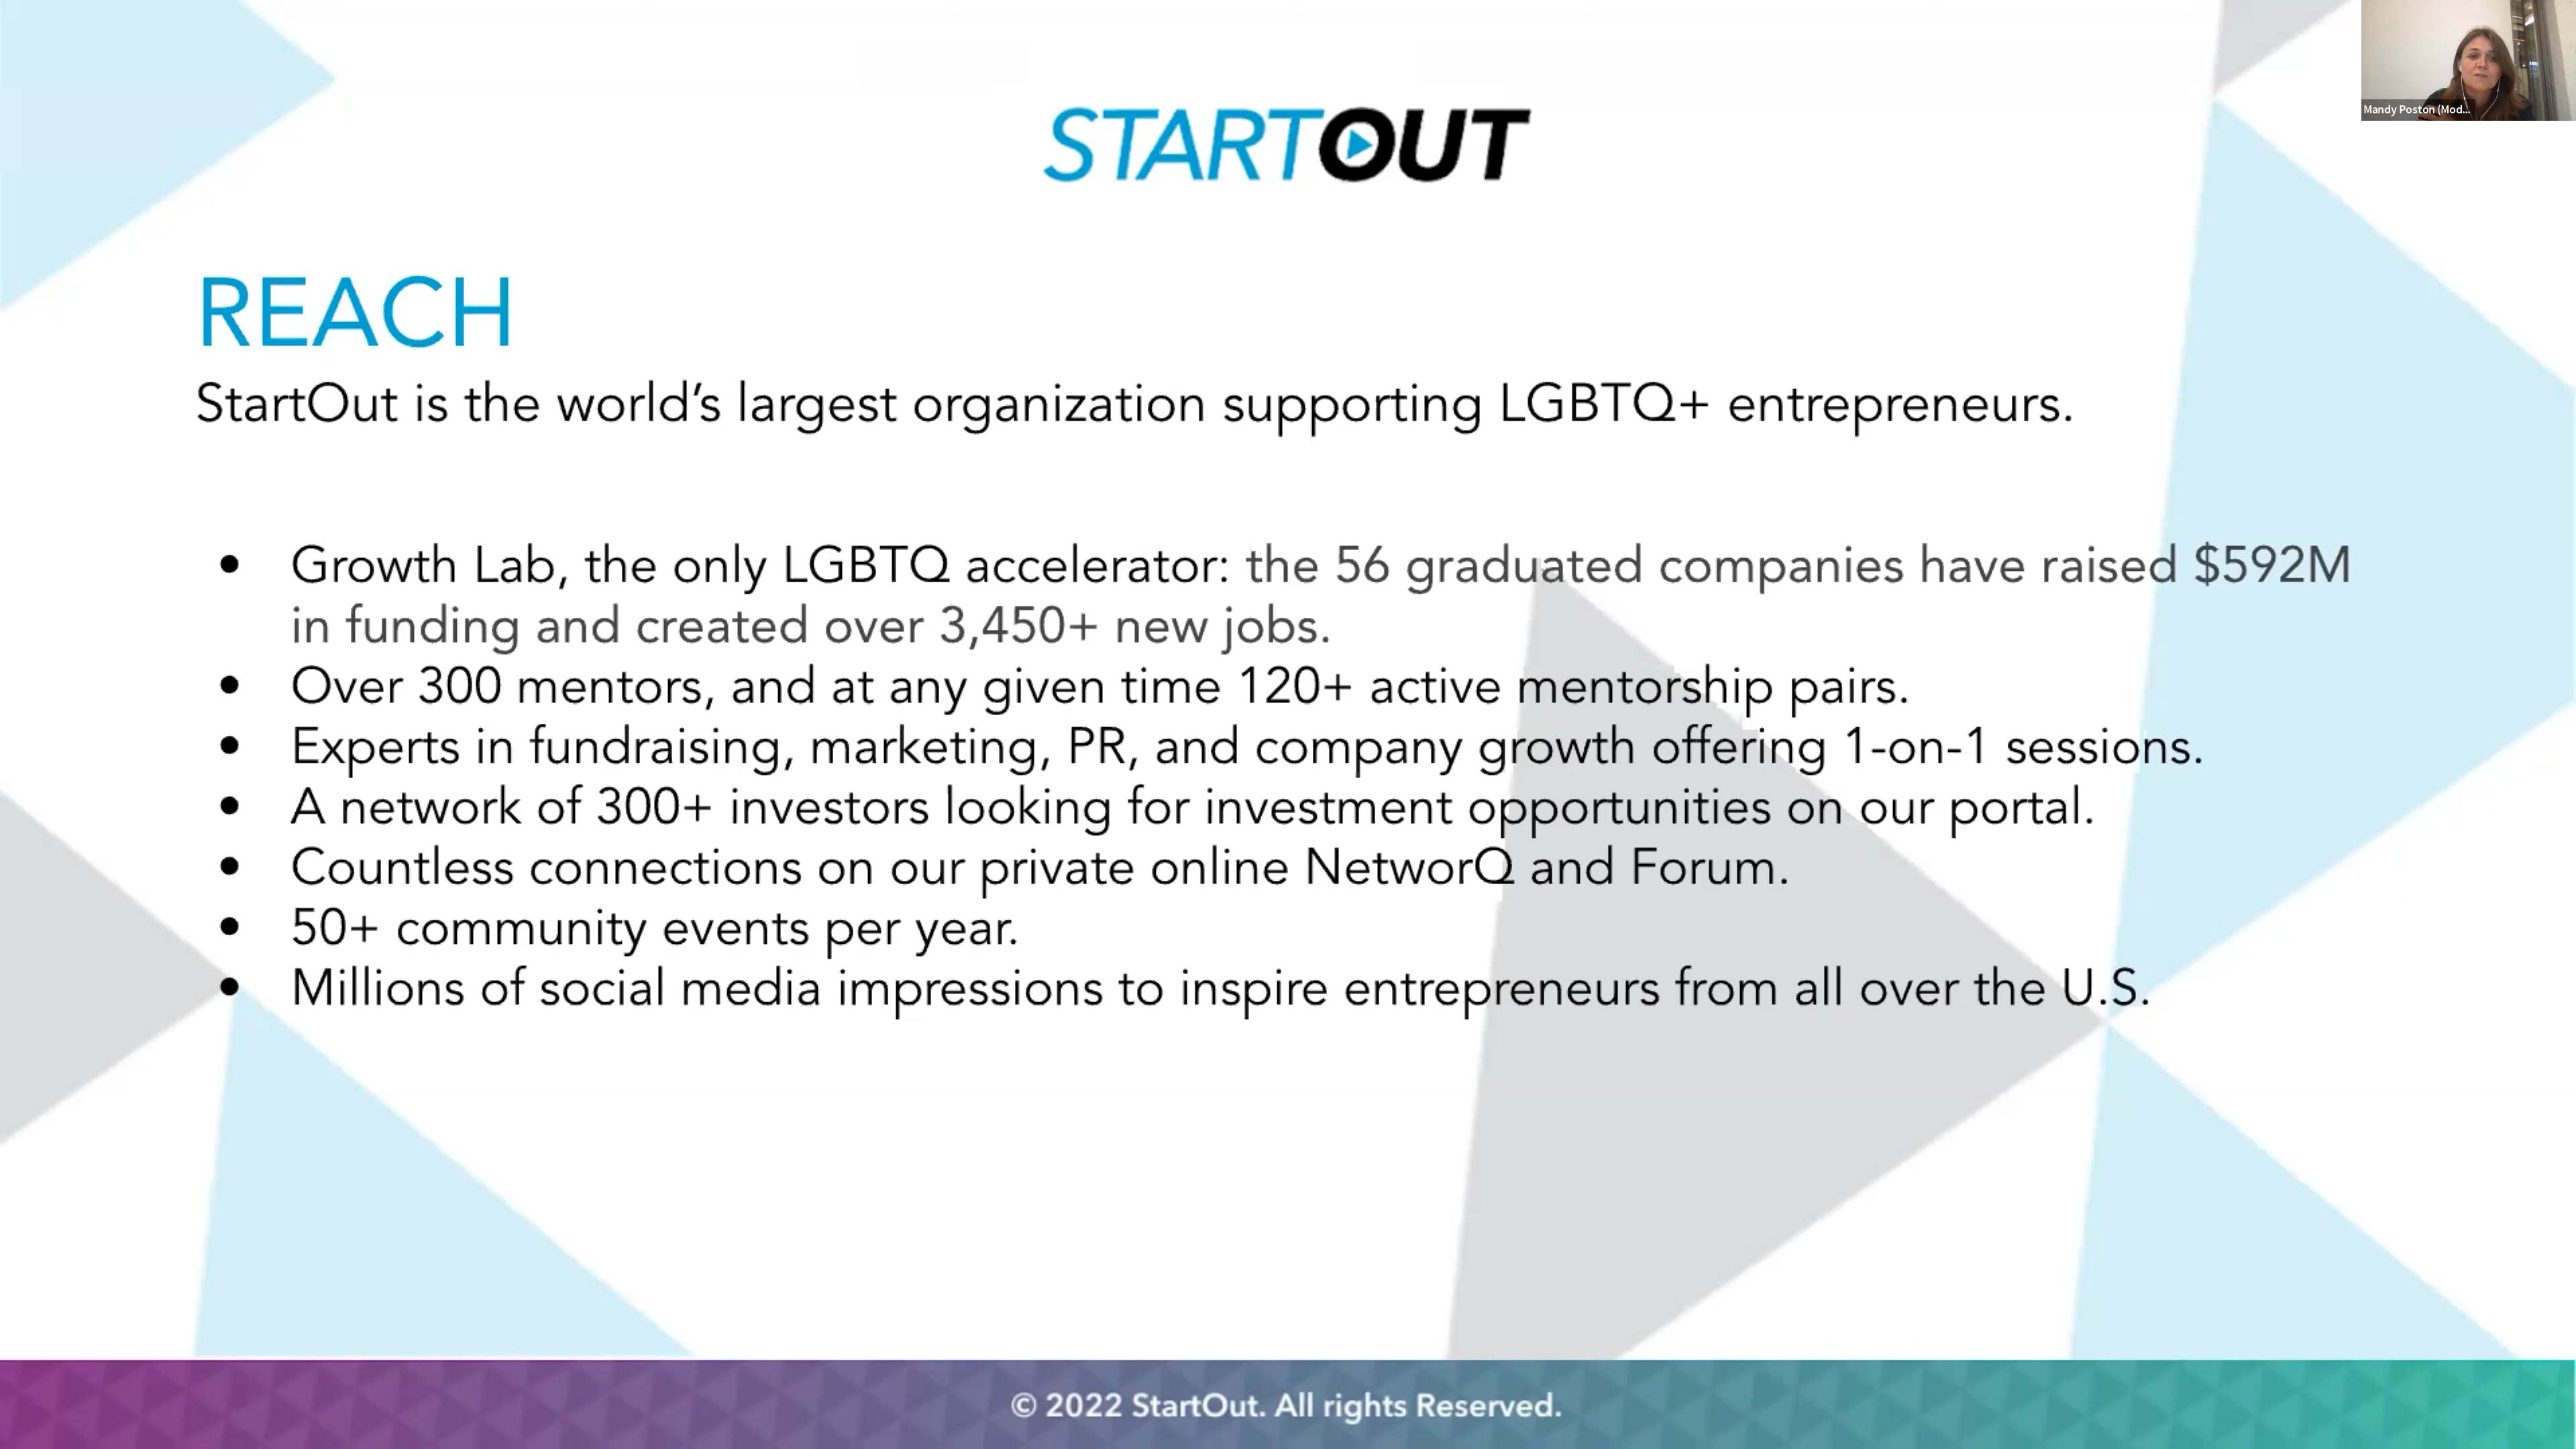 Mandy Poston (Mod...
STARTOUT
REACH
StartOut is the world’s largest organization supporting LGBTQ+ entrepreneurs.
• Growth Lab, the only LGBTQ accelerator: the 56 graduated companies have raised $592M
in funding and created over 3,450+ new jobs.
• Over 300 mentors, and at any given time 120+ active mentorship pairs.
• Experts in fundraising, marketing, PR, and company growth offering 1-on-1 sessions.
• A network of 300+ investors looking for investment opportunities on our portal.
• Countless connections on our private online NetworQ and Forum.
• 50+ community events per year.
• Millions of social media impressions to inspire entrepreneurs from all over the U.S.
© 2022 StartOut. All rights Reserved.